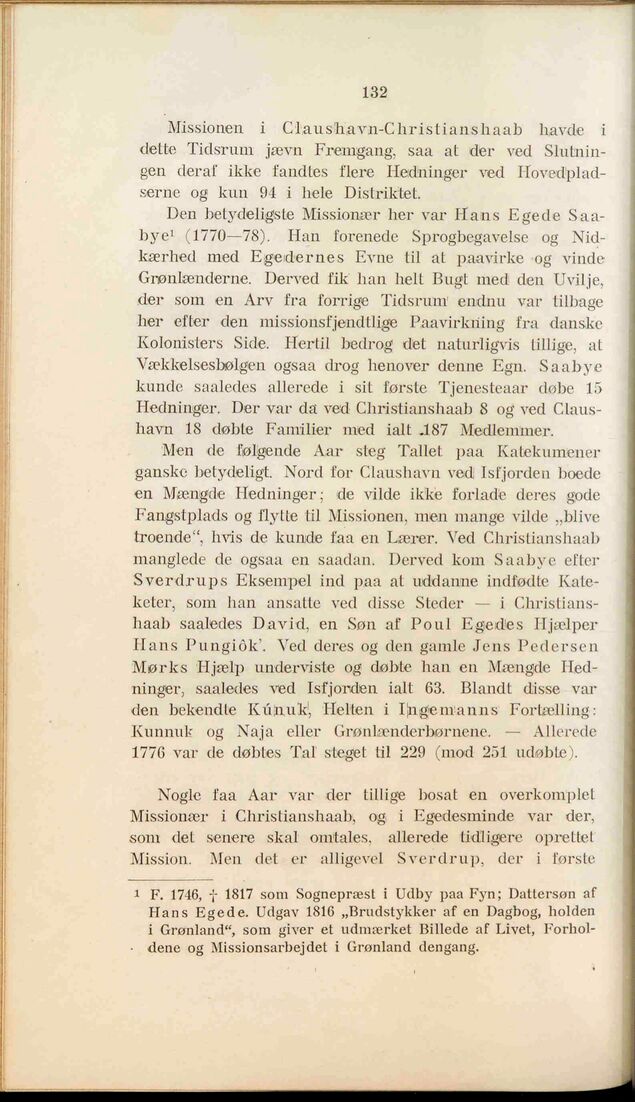 132
Missionen i Claushavn-Christianshaab havde i
dette Tidsrum jævn Fremgang, saa at der ved Slutnin-
gen deraf ikke fandtes flere Hedninger ved Hovedplad-
serne og kun 94 i hele Distriktet.
Den betydeligste Missionær her var Hans Egede Saa-
bye¹ (1770—78). Han forenede Sprogbegavelse og Nid-
kærhed med Egedernes Evne til at paavirke og vinde
Grønlænderne. Derved fik han helt Bugt med den Uvilje,
der som en Arv fra forrige Tidsrum endnu var tilbage
her efter den missionsfjendtlige Paavirkning fra danske
Kolonisters Side. Hertil bedrog det naturligvis tillige, at
Vækkelsesbølgen ogsaa drog henover denne Egn. Saabye
kunde saaledes allerede i sit første Tjenesteaar døbe 15
Hedninger. Der var da ved Christianshaab 8 og ved Claus-
havn 18 døbte Familier med ialt 187 Medlemmer.
Men de følgende Aar steg Tallet paa Katekumener
ganske betydeligt. Nord for Claushavn ved Isfjorden boede
en Mængde Hedninger; de vilde ikke forlade deres gode
Fangstplads og flytte til Missionen, men mange vilde „blive
troende“, hvis de kunde faa en Lærer. Ved Christianshaab
manglede de ogsaa en saadan. Derved kom Saabye efter
Sverdrups Eksempel ind paa at uddanne indfødte Kate-
keter, som han ansatte ved disse Steder — i Christians-
haab saaledes David, en Søn af Poul Egedes Hjælper
Hans Pungiôk'. Ved deres og den gamle Jens Pedersen
Mørks Hjælp underviste og døbte han en Mængde Hed-
ninger, saaledes ved Isfjorden ialt 63. Blandt disse var
den bekendte Kúnuk, Helten i Ingemanns Fortælling:
Kunnuk og Naja eller Grønlænderbørnene. — Allerede
1776 var de døbtes Tal steget til 229 (mod 251 udøbte).
Nogle faa Aar var der tillige bosat en overkomplet
Missionær i Christianshaab, og i Egedesminde var der,
som det senere skal omtales, allerede tidligere oprettet
Mission. Men det er alligevel Sverdrup, der i første
¹ F. 1746, † 1817 som Sognepræst i Udby paa Fyn; Dattersøn af
Hans Egede. Udgav 1816 „Brudstykker af en Dagbog, holden
i Grønland“, som giver et udmærket Billede af Livet, Forhol-
dene og Missionsarbejdet i Grønland dengang.